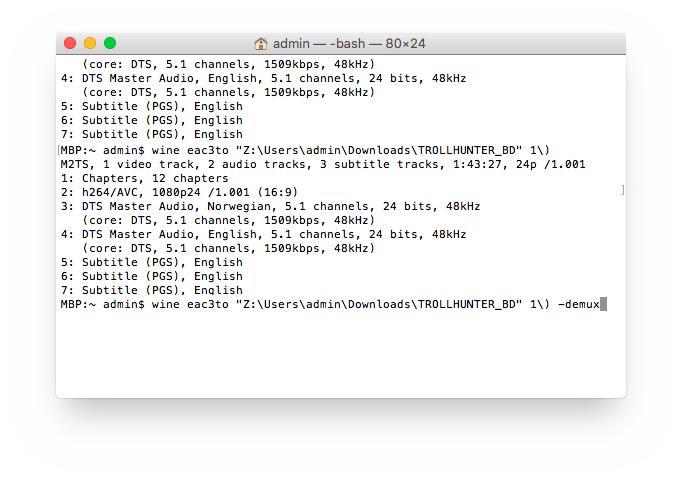 admin — -bash — 80×24
(core: DTS, 5.1 channels, 1509kbps, 48kHz)
4: DTS Master Audio, English, 5.1 channels, 24 bits, 48kHz
(core: DTS, 5.1 channels, 1509kbps, 48kHz)
5: Subtitle (PGS), English
6: Subtitle (PGS), English
7: Subtitle (PGS), English
[MBP:~ admin$ wine eac3to "Z:\Users\admin\Downloads\TROLLHUNTER_BD" 1\) ]
M2TS, 1 video track, 2 audio tracks, 3 subtitle tracks, 1:43:27, 24p /1.001
1: Chapters, 12 chapters
2: h264/AVC, 1080p24 /1.001 (16:9)
3: DTS Master Audio, Norwegian, 5.1 channels, 24 bits, 48kHz
(core: DTS, 5.1 channels, 1509kbps, 48kHz)
4: DTS Master Audio, English, 5.1 channels, 24 bits, 48kHz
(core: DTS, 5.1 channels, 1509kbps, 48kHz)
5: Subtitle (PGS), English
6: Subtitle (PGS), English
7: Subtitle (PGS), English
MBP:~ admin$ wine eac3to "Z:\Users\admin\Downloads\TROLLHUNTER_BD" 1\) -demux